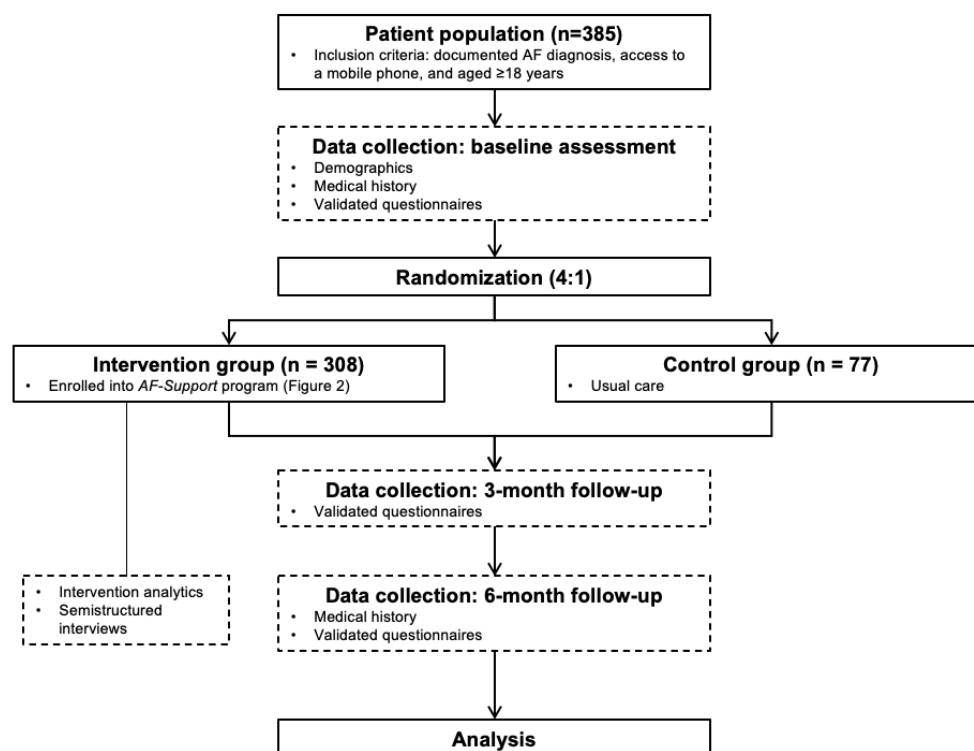 Patient population (n=385)
• Inclusion criteria: documented AF diagnosis, access to
a mobile phone, and aged ≥18 years
Data collection: baseline assessment
• Demographics
• Medical history
• Validated questionnaires
Randomization (4:1)
Intervention group (n = 308)
• Enrolled into AF-Support program (Figure 2)
Control group (n = 77)
• Usual care
Data collection: 3-month follow-up
• Validated questionnaires
• Intervention analytics
• Semistructured
interviews
Data collection: 6-month follow-up
• Medical history
• Validated questionnaires
Analysis